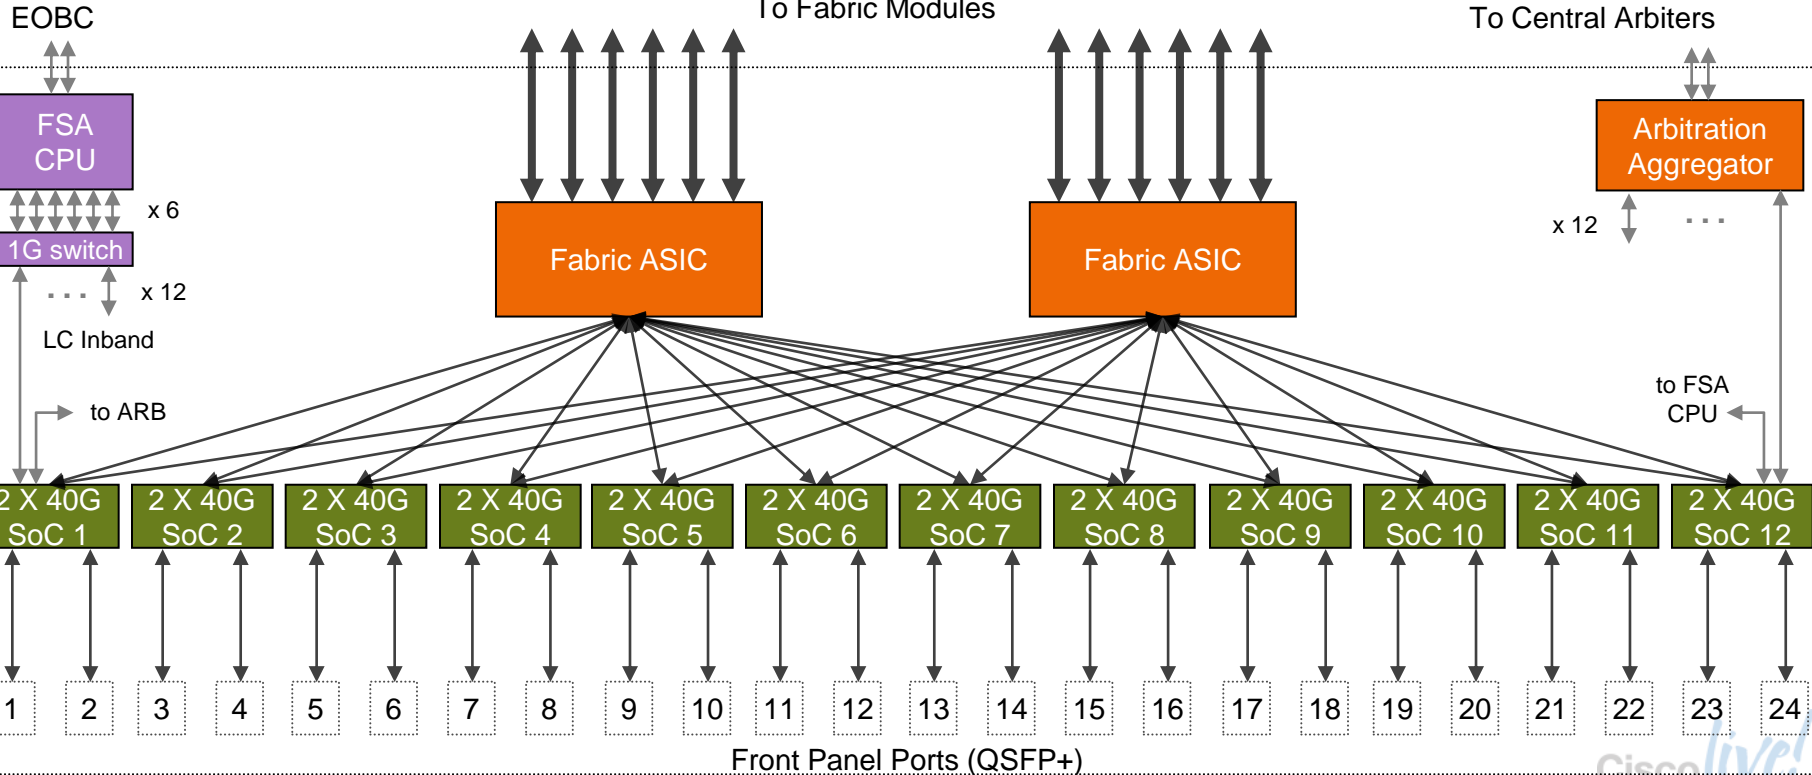 EOBC
To Fabric Modules
To Central Arbiters
FSA
CPU
x 6
1G switch
. . .
x 12
LC Inband
to ARB
Fabric ASIC
Fabric ASIC
Arbitration
Aggregator
x 12
. . .
to FSA
CPU
2 X 40G
SoC 1
2 X 40G
SoC 2
2 X 40G
SoC 3
2 X 40G
SoC 4
2 X 40G
SoC 5
2 X 40G
SoC 6
2 X 40G
SoC 7
2 X 40G
SoC 8
2 X 40G
SoC 9
2 X 40G
SoC 10
2 X 40G
SoC 11
2 X 40G
SoC 12
1 2 3 4 5 6 7 8 9 10 11 12 13 14 15 16 17 18 19 20 21 22 23 24
Front Panel Ports (QSFP+)
Cisco live!